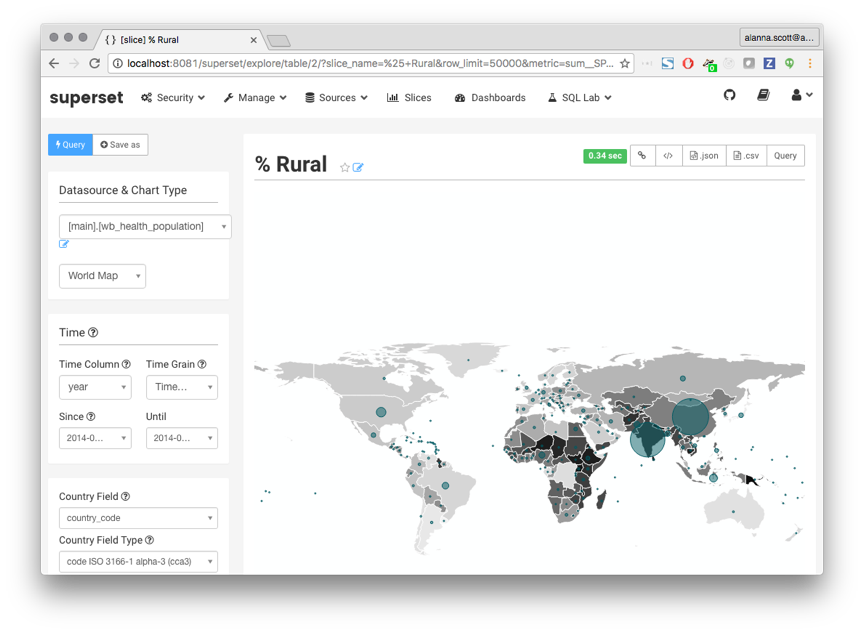 { } [slice] % Rural
alanna.scott@a...
localhost:8081/superset/explore/table/2/?slice_name=%25+Rural&row_limit=50000&metric=sum__SP...
superset Security Manage Sources Slices Dashboards SQL Lab
Query Save as
% Rural
0.34 sec </> .json .csv Query
Datasource & Chart Type
[main].[wb_health_population]
World Map
Time
Time Column Time Grain
year Time...
Since Until
2014-0... 2014-0...
Country Field
country_code
Country Field Type
code ISO 3166-1 alpha-3 (cca3)